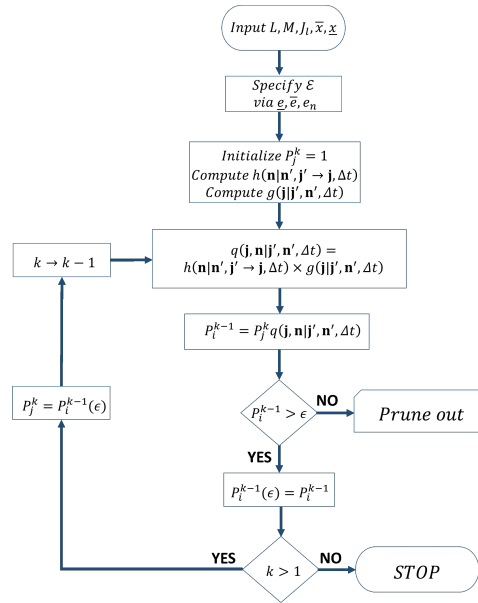 Input L, M, J_l, x̅, x̲
Specify ℰ
via e̲, e̅, e_n
Initialize P_j^k = 1
Compute h(𝐧|𝐧′, 𝐣′ → 𝐣, Δt)
Compute g(𝐣|𝐣′, 𝐧′, Δt)
k → k − 1
q(𝐣, 𝐧|𝐣′, 𝐧′, Δt) =
h(𝐧|𝐧′, 𝐣′ → 𝐣, Δt) × g(𝐣|𝐣′, 𝐧′, Δt)
P_i^{k−1} = P_j^k q(𝐣, 𝐧|𝐣′, 𝐧′, Δt)
P_j^k = P_i^{k−1}(ϵ)
P_i^{k−1} > ϵ
NO
Prune out
YES
P_i^{k−1}(ϵ) = P_i^{k−1}
YES
k > 1
NO
STOP